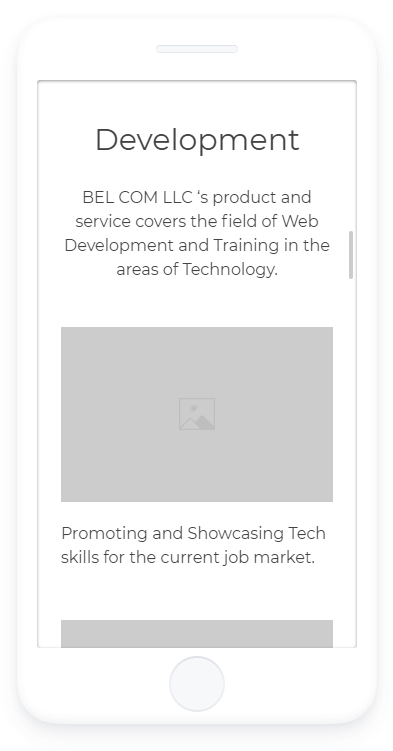 Development
BEL COM LLC ‘s product and
service covers the field of Web
Development and Training in the
areas of Technology.
Promoting and Showcasing Tech
skills for the current job market.